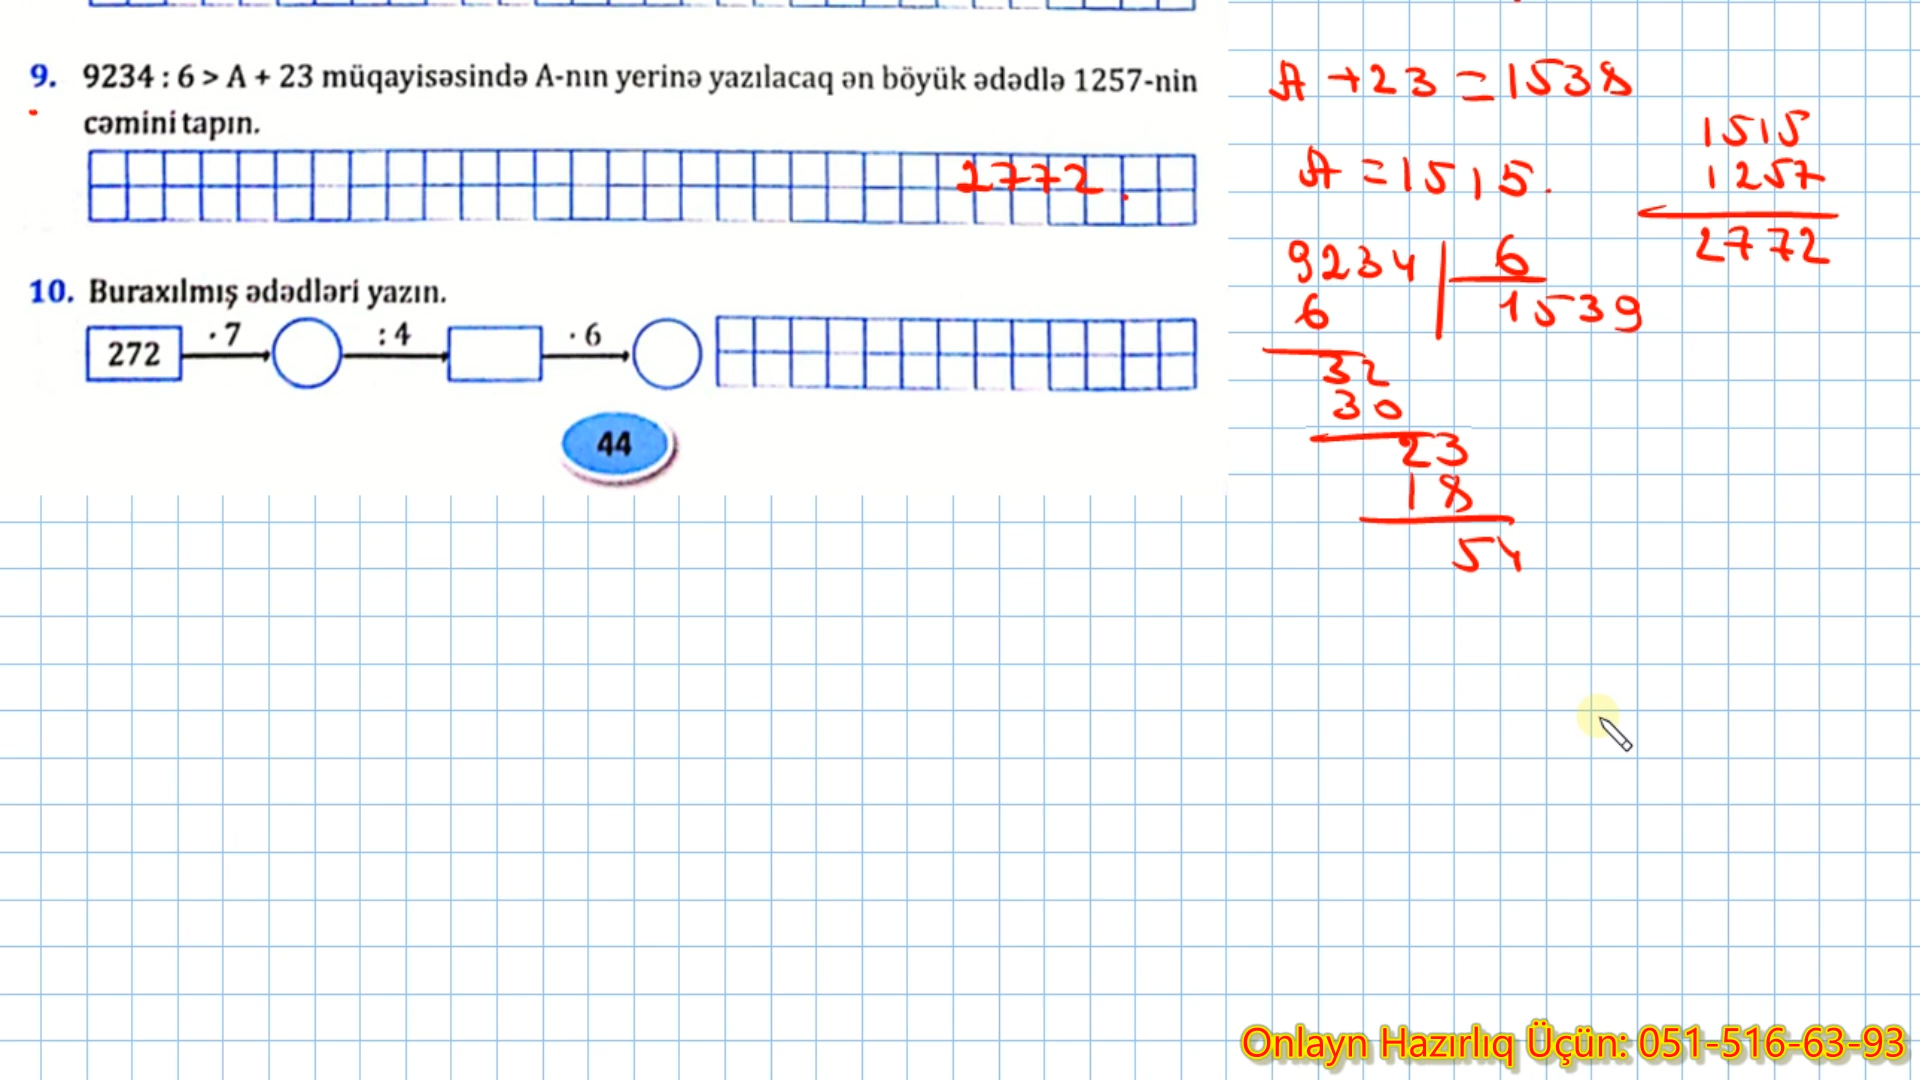 9. 9234 : 6 > A + 23 müqayisəsində A-nın yerinə yazılacaq ən böyük ədədlə 1257-nin
cəmini tapın.
2772.
10. Buraxılmış ədədləri yazın.
272 · 7 : 4 · 6
44
A + 23 = 1538
A = 1515.
1515
1257
2772
9234 6
6 1539
32
30
23
18
54
Onlayn Hazırlıq Üçün: 051-516-63-93